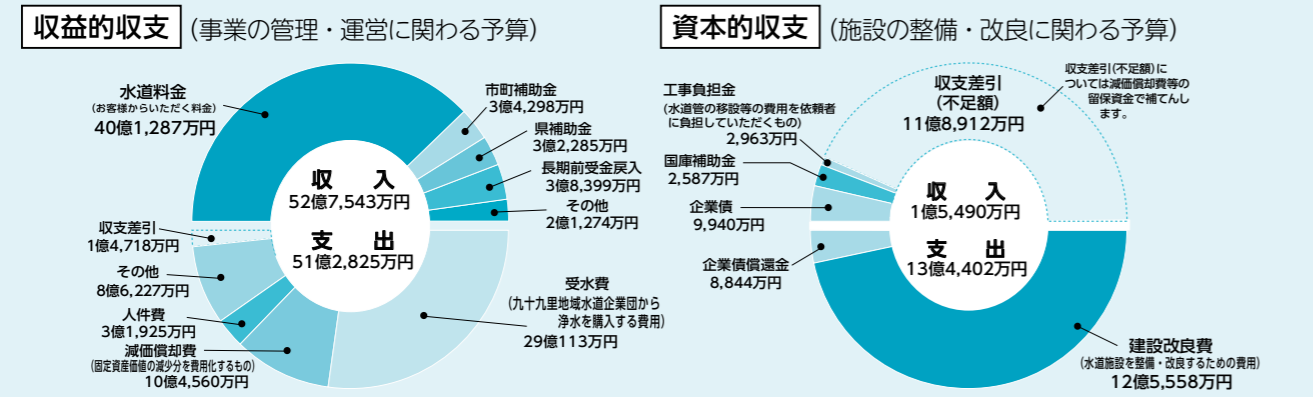 収益的収支（事業の管理・運営に関わる予算）
水道料金
（お客様からいただく料金）
40億1,287万円
市町補助金
3億4,298万円
県補助金
3億2,285万円
長期前受金戻入
3億8,399万円
その他
2億1,274万円
収　入
52億7,543万円
支　出
51億2,825万円
収支差引
1億4,718万円
その他
8億6,227万円
人件費
3億1,925万円
減価償却費
（固定資産価値の減少分を費用化するもの）
10億4,560万円
受水費
（九十九里地域水道企業団から
浄水を購入する費用）
29億113万円
資本的収支（施設の整備・改良に関わる予算）
収支差引
（不足額）
11億8,912万円
収支差引（不足額）に
ついては減価償却費等の
留保資金で補てんし
ます。
工事負担金
（水道管の移設等の費用を依頼者
に負担していただくもの）
2,963万円
国庫補助金
2,587万円
企業債
9,940万円
収　入
1億5,490万円
支　出
13億4,402万円
企業債償還金
8,844万円
建設改良費
（水道施設を整備・改良するための費用）
12億5,558万円